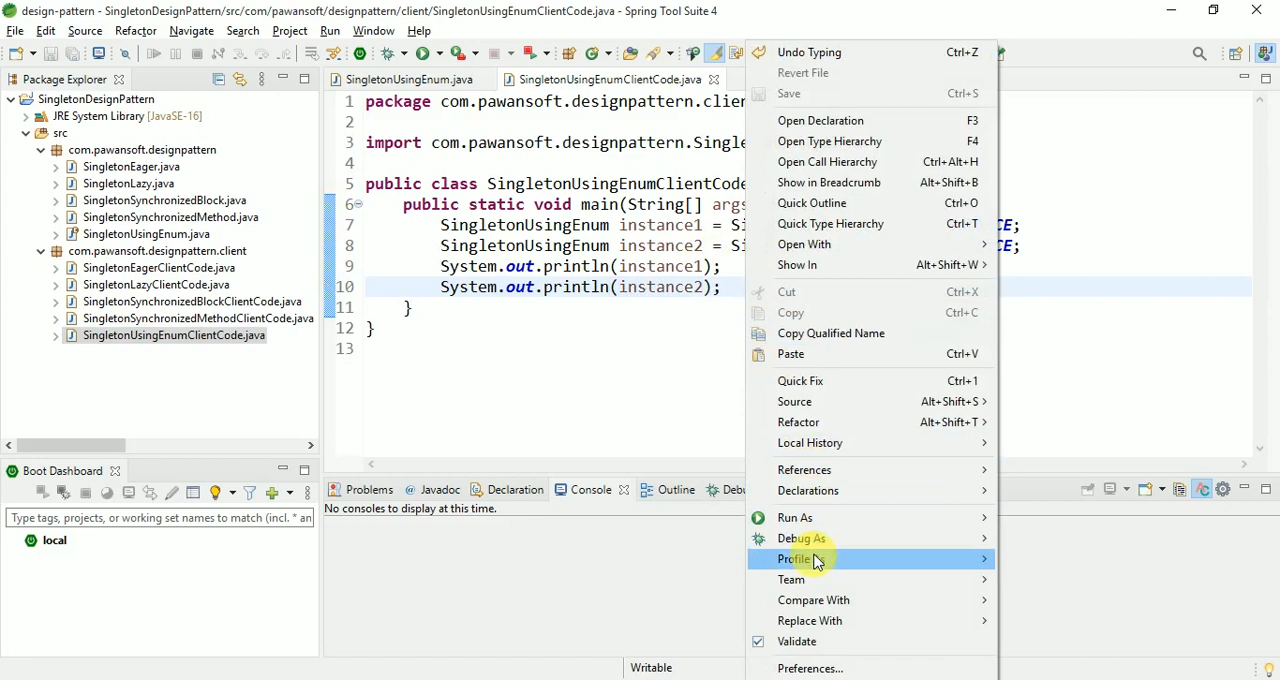 design-pattern - SingletonDesignPattern/src/com/pawansoft/designpattern/client/SingletonUsingEnumClientCode.java - Spring Tool Suite 4
File Edit Source Refactor Navigate Search Project Run Window Help
Package Explorer
SingletonUsingEnum.java
SingletonUsingEnumClientCode.java
SingletonDesignPattern
JRE System Library [JavaSE-16]
src
com.pawansoft.designpattern
SingletonEager.java
SingletonLazy.java
SingletonSynchronizedBlock.java
SingletonSynchronizedMethod.java
SingletonUsingEnum.java
com.pawansoft.designpattern.client
SingletonEagerClientCode.java
SingletonLazyClientCode.java
SingletonSynchronizedBlockClientCode.java
SingletonSynchronizedMethodClientCode.java
SingletonUsingEnumClientCode.java
1 package com.pawansoft.designpattern.clier
2
3 import com.pawansoft.designpattern.Single
4
5 public class SingletonUsingEnumClientCode
6 public static void main(String[] args
7 SingletonUsingEnum instance1 = Si CE;
8 SingletonUsingEnum instance2 = Si CE;
9 System.out.println(instance1);
10 System.out.println(instance2);
11 }
12 }
13
Undo Typing Ctrl+Z
Revert File
Save Ctrl+S
Open Declaration F3
Open Type Hierarchy F4
Open Call Hierarchy Ctrl+Alt+H
Show in Breadcrumb Alt+Shift+B
Quick Outline Ctrl+O
Quick Type Hierarchy Ctrl+T
Open With
Show In Alt+Shift+W
Cut Ctrl+X
Copy Ctrl+C
Copy Qualified Name
Paste Ctrl+V
Quick Fix Ctrl+1
Source Alt+Shift+S
Refactor Alt+Shift+T
Local History
References
Declarations
Run As
Debug As
Profile
Team
Compare With
Replace With
Validate
Preferences...
Boot Dashboard
Type tags, projects, or working set names to match (incl. * an
local
Problems Javadoc Declaration Console Outline Debu
No consoles to display at this time.
Writable